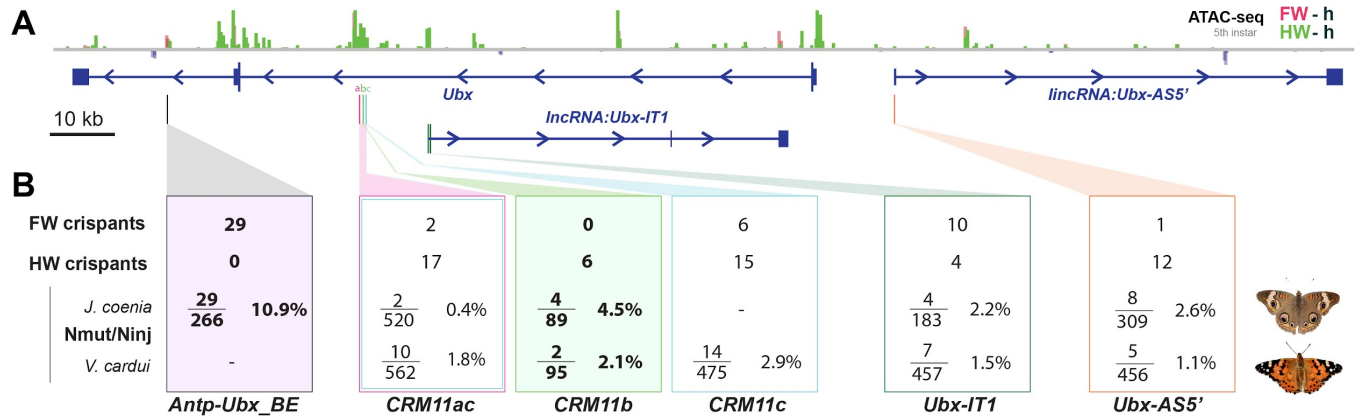 A
ATAC-seq
5th instar
FW - h
HW - h
Ubx
lincRNA:Ubx-AS5'
abc
10 kb
lncRNA:Ubx-IT1
B
FW crispants 29 2 0 6 10 1
HW crispants 0 17 6 15 4 12
J. coenia 29/266 10.9% 2/520 0.4% 4/89 4.5% - 4/183 2.2% 8/309 2.6%
Nmut/Ninj
V. cardui - 10/562 1.8% 2/95 2.1% 14/475 2.9% 7/457 1.5% 5/456 1.1%
Antp-Ubx_BE CRM11ac CRM11b CRM11c Ubx-IT1 Ubx-AS5'